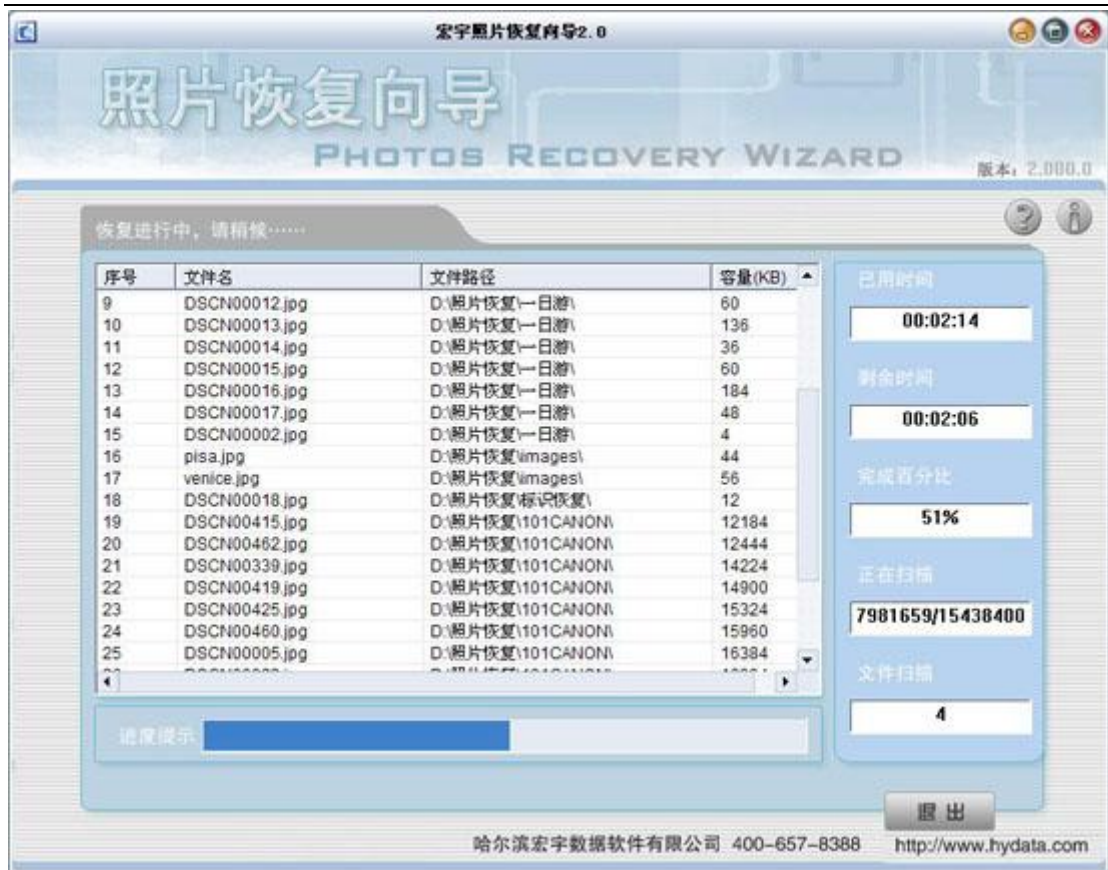 宏宇照片恢复向导2.0
照片恢复向导
PHOTOS RECOVERY WIZARD
版本：2.000.0
恢复进行中，请稍候……
序号 文件名 文件路径 容量(KB)
9 DSCN00012.jpg D:\照片恢复\一日游\ 60
10 DSCN00013.jpg D:\照片恢复\一日游\ 136
11 DSCN00014.jpg D:\照片恢复\一日游\ 36
12 DSCN00015.jpg D:\照片恢复\一日游\ 60
13 DSCN00016.jpg D:\照片恢复\一日游\ 184
14 DSCN00017.jpg D:\照片恢复\一日游\ 48
15 DSCN00002.jpg D:\照片恢复\一日游\ 4
16 pisa.jpg D:\照片恢复\images\ 44
17 venice.jpg D:\照片恢复\images\ 56
18 DSCN00018.jpg D:\照片恢复\标识恢复\ 12
19 DSCN00415.jpg D:\照片恢复\101CANON\ 12184
20 DSCN00462.jpg D:\照片恢复\101CANON\ 12444
21 DSCN00339.jpg D:\照片恢复\101CANON\ 14224
22 DSCN00419.jpg D:\照片恢复\101CANON\ 14900
23 DSCN00425.jpg D:\照片恢复\101CANON\ 15324
24 DSCN00460.jpg D:\照片恢复\101CANON\ 15960
25 DSCN00005.jpg D:\照片恢复\101CANON\ 16384
已用时间
00:02:14
剩余时间
00:02:06
完成百分比
51%
正在扫描
7981659/15438400
文件扫描
4
进度提示
退出
哈尔滨宏宇数据软件有限公司 400-657-8388 http://www.hydata.com